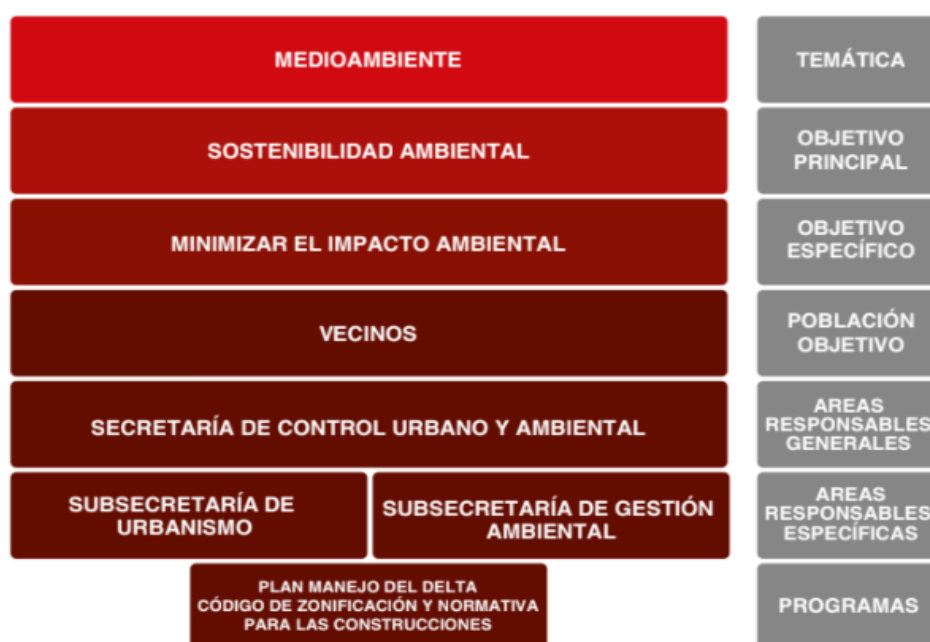 MEDIOAMBIENTE
TEMÁTICA
SOSTENIBILIDAD AMBIENTAL
OBJETIVO
PRINCIPAL
MINIMIZAR EL IMPACTO AMBIENTAL
OBJETIVO
ESPECÍFICO
VECINOS
POBLACIÓN
OBJETIVO
SECRETARÍA DE CONTROL URBANO Y AMBIENTAL
AREAS
RESPONSABLES
GENERALES
SUBSECRETARÍA DE
URBANISMO
SUBSECRETARÍA DE GESTIÓN
AMBIENTAL
AREAS
RESPONSABLES
ESPECÍFICAS
PLAN MANEJO DEL DELTA
CÓDIGO DE ZONIFICACIÓN Y NORMATIVA
PARA LAS CONSTRUCCIONES
PROGRAMAS